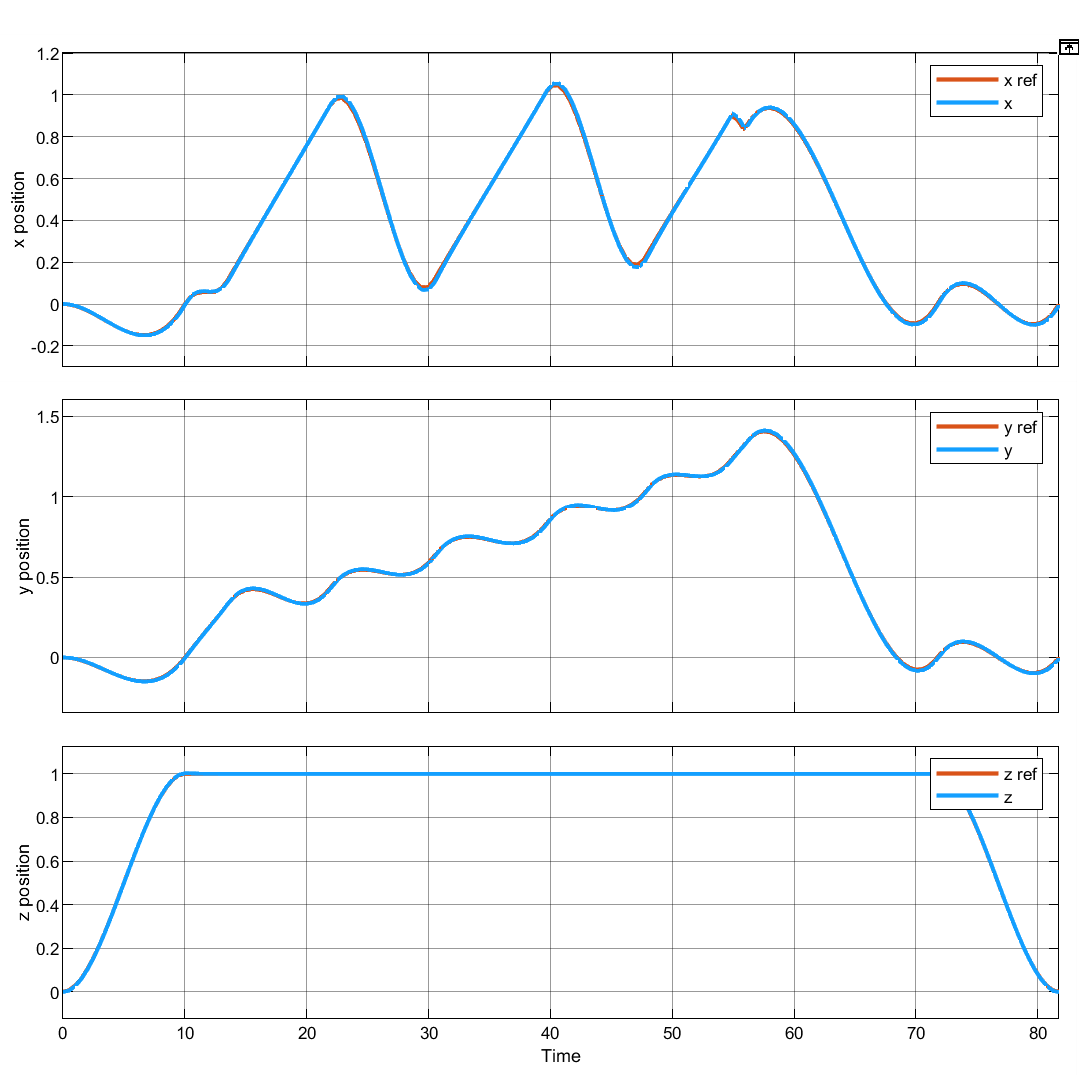 1.2
1
0.8
0.6
0.4
0.2
0
-0.2
x position
x ref
x
1.5
1
0.5
0
y position
y ref
y
1
0.8
0.6
0.4
0.2
0
z position
z ref
z
0 10 20 30 40 50 60 70 80
Time